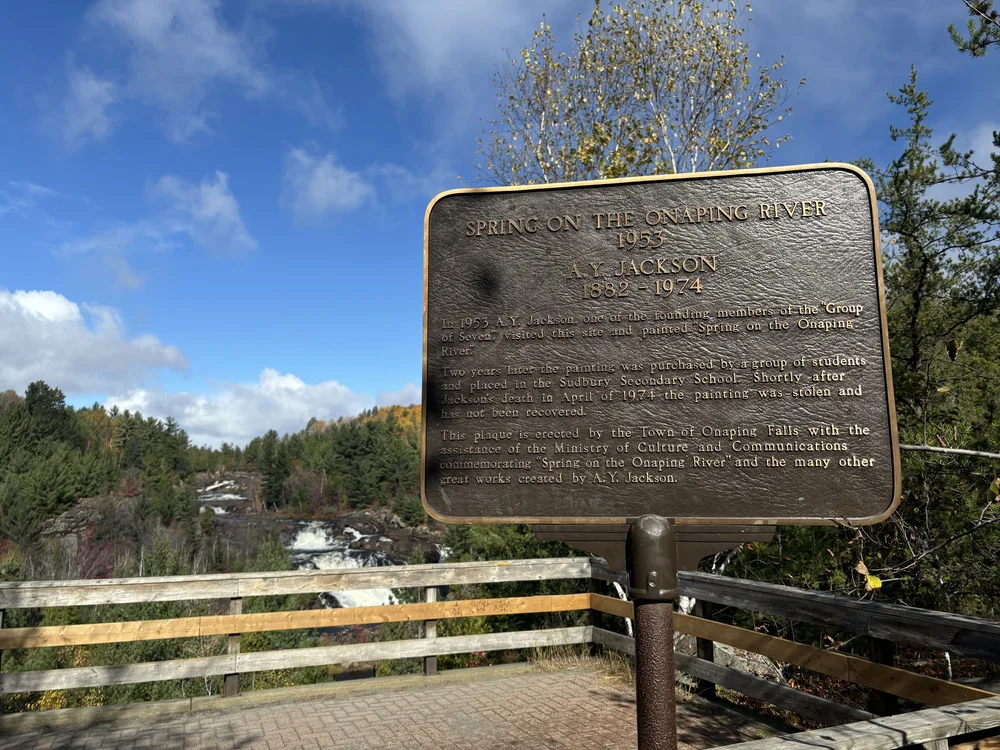 SPRING ON THE ONAPING RIVER
1953
A.Y. JACKSON
1882 - 1974
In 1953 A.Y. Jackson, one of the founding members of the "Group
of Seven" visited this site and painted "Spring on the Onaping
River."
Two years later the painting was purchased by a group of students
and placed in the Sudbury Secondary School. Shortly after
Jackson's death in April of 1974 the painting was stolen and
has not been recovered.
This plaque is erected by the Town of Onaping Falls with the
assistance of the Ministry of Culture and Communications
commemorating "Spring on the Onaping River" and the many other
great works created by A.Y. Jackson.